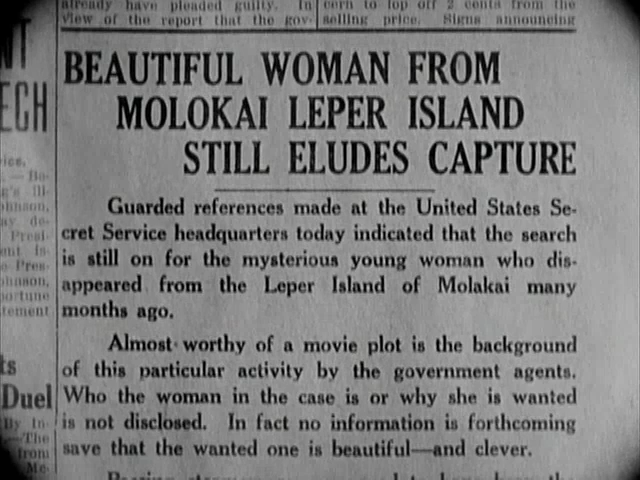 already have pleaded guilty. In
view of the report that the gov-
cern to lop off 2 cents from the
selling price. Signs announcing
NT
ECH
BEAUTIFUL WOMAN FROM
MOLOKAI LEPER ISLAND
STILL ELUDES CAPTURE
Guarded references made at the United States Se-
cret Service headquarters today indicated that the search
is still on for the mysterious young woman who dis-
appeared from the Leper Island of Molakai many
months ago.
Almost worthy of a movie plot is the background
of this particular activity by the government agents.
Who the woman in the case is or why she is wanted
is not disclosed. In fact no information is forthcoming
save that the wanted one is beautiful—and clever.
ts
Duel
By In-
—The
from